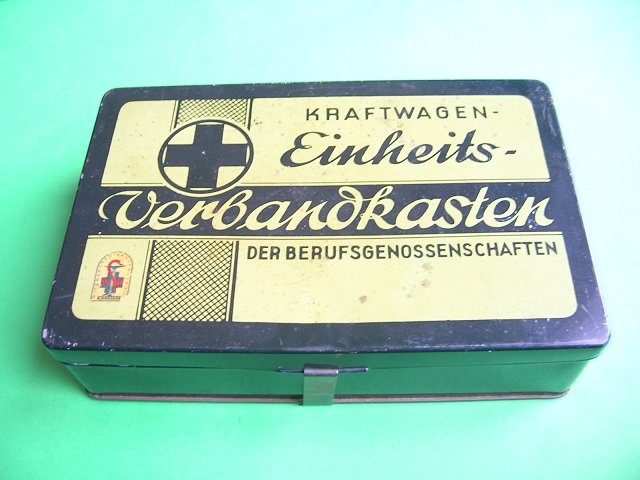 KRAFTWAGEN-
Einheits-
Verbandkasten
DER BERUFSGENOSSENSCHAFTEN